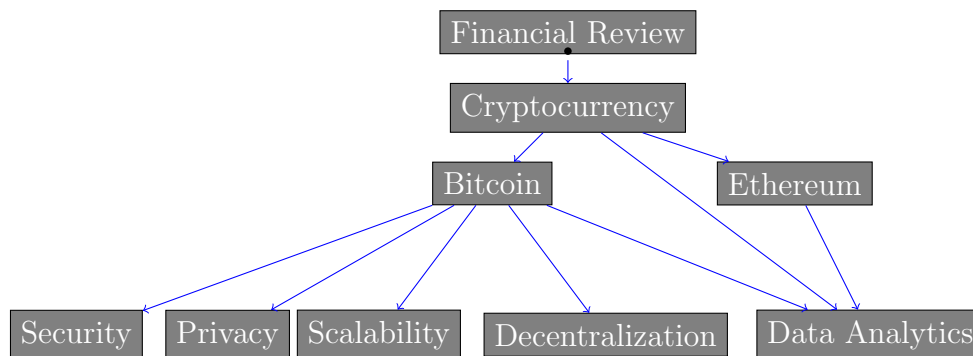 Financial Review
Cryptocurrency
Bitcoin
Ethereum
Security
Privacy
Scalability
Decentralization
Data Analytics